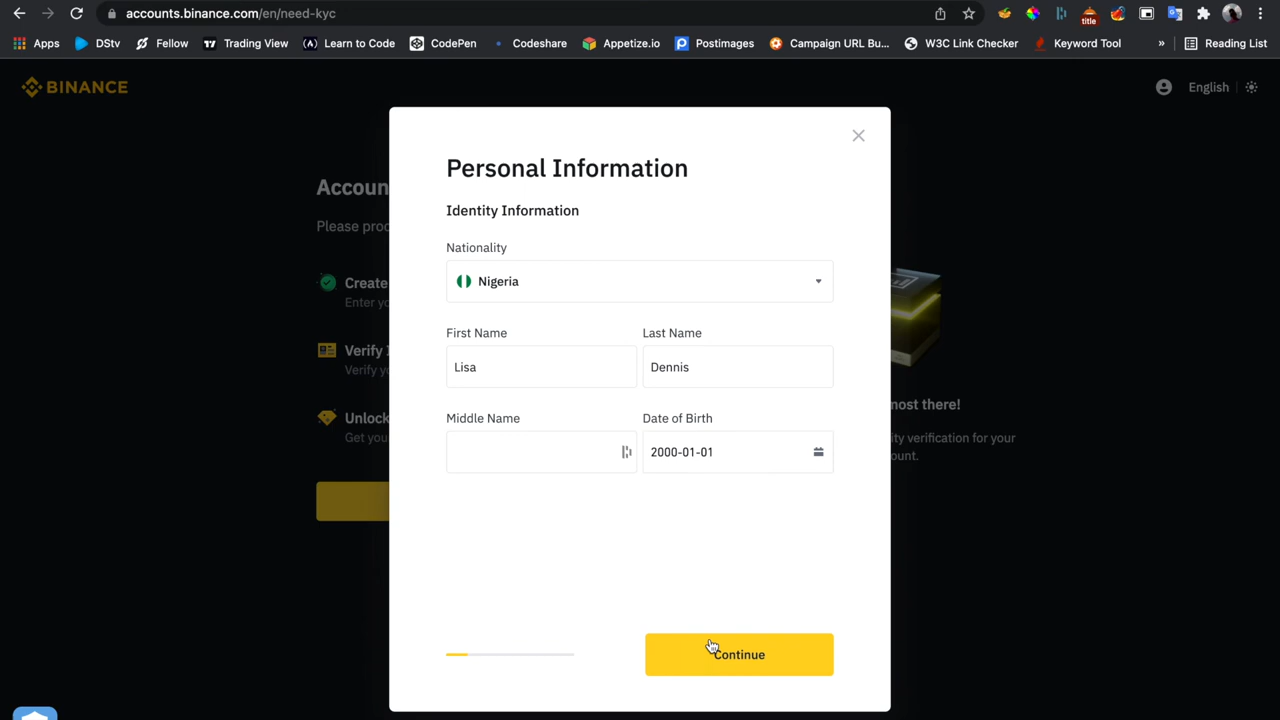 accounts.binance.com/en/need-kyc
title
Apps
DStv
Fellow
Trading View
Learn to Code
CodePen
Codeshare
Appetize.io
Postimages
Campaign URL Bu...
W3C Link Checker
Keyword Tool
»
Reading List
BINANCE
English
Personal Information
Accoun
Please proc
Identity Information
Nationality
Nigeria
Create
Enter yo
First Name
Last Name
Verify
Verify yo
Lisa
Dennis
nost there!
Unlock
Get your
Middle Name
Date of Birth
ity verification for your
ount.
2000-01-01
Continue